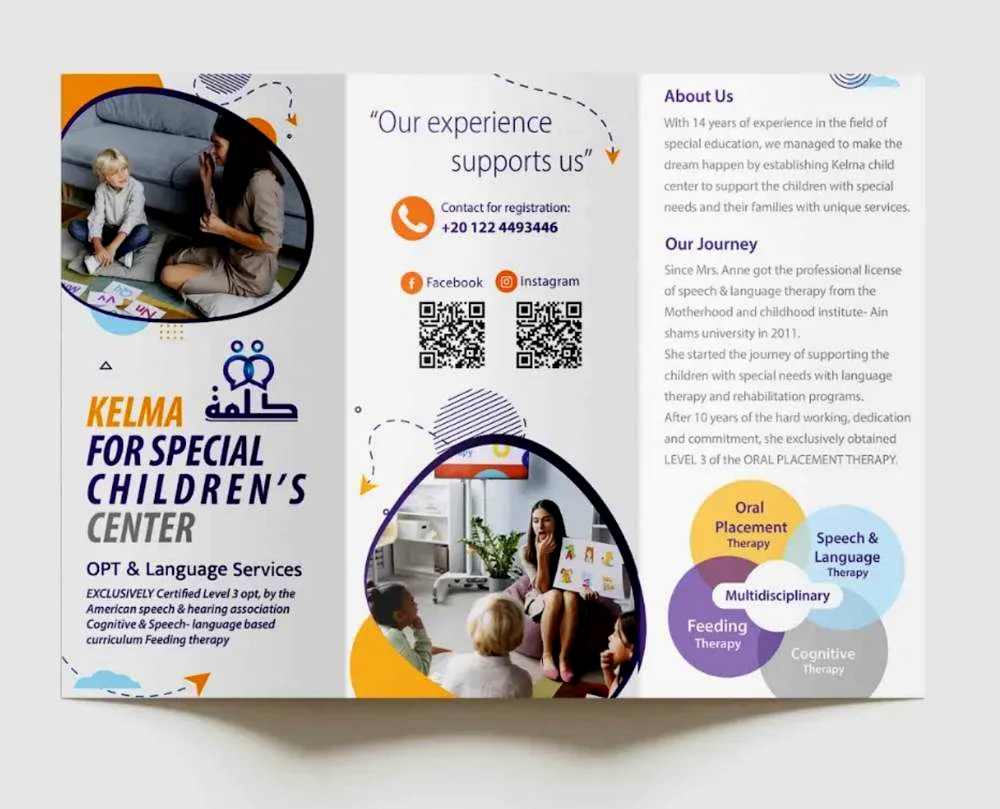 كلمة
KELMA
FOR SPECIAL
CHILDREN'S
CENTER
OPT & Language Services
EXCLUSIVELY Certified Level 3 opt, by the
American speech & hearing association
Cognitive & Speech- language based
curriculum Feeding therapy
“Our experience
supports us”
Contact for registration:
+20 122 4493446
Facebook
Instagram
About Us
With 14 years of experience in the field of
special education, we managed to make the
dream happen by establishing Kelma child
center to support the children with special
needs and their families with unique services.
Our Journey
Since Mrs. Anne got the professional license
of speech & language therapy from the
Motherhood and childhood institute- Ain
shams university in 2011.
She started the journey of supporting the
children with special needs with language
therapy and rehabilitation programs.
After 10 years of the hard working, dedication
and commitment, she exclusively obtained
LEVEL 3 of the ORAL PLACEMENT THERAPY.
Oral
Placement
Therapy
Speech &
Language
Therapy
Multidisciplinary
Feeding
Therapy
Cognitive
Therapy